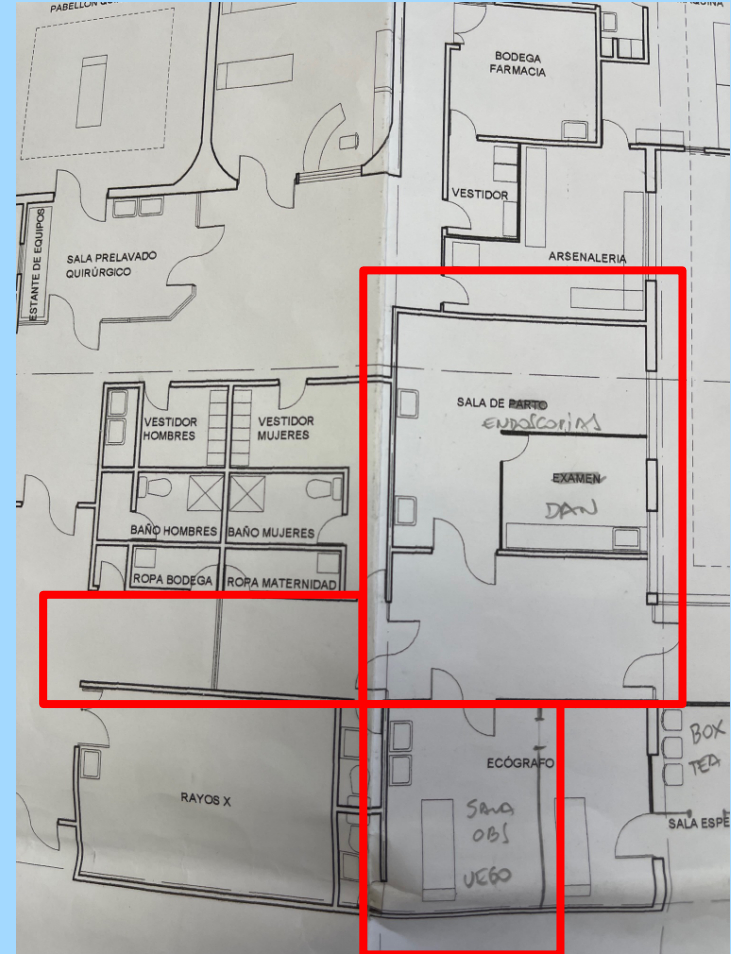 PABELLÓN
BODEGA
FARMACIA
VESTIDOR
ARSENALERIA
ESTANTE DE EQUIPOS
SALA PRELAVADO
QUIRÚRGICO
VESTIDOR
HOMBRES
VESTIDOR
MUJERES
SALA DE PARTO
ENDOSCOPIAS
EXAMEN
DAN
BAÑO HOMBRES
BAÑO MUJERES
ROPA BODEGA
ROPA MATERNIDAD
RAYOS X
ECÓGRAFO
SALA
OBS
UEGO
BOX
TEA
SALA ESPE